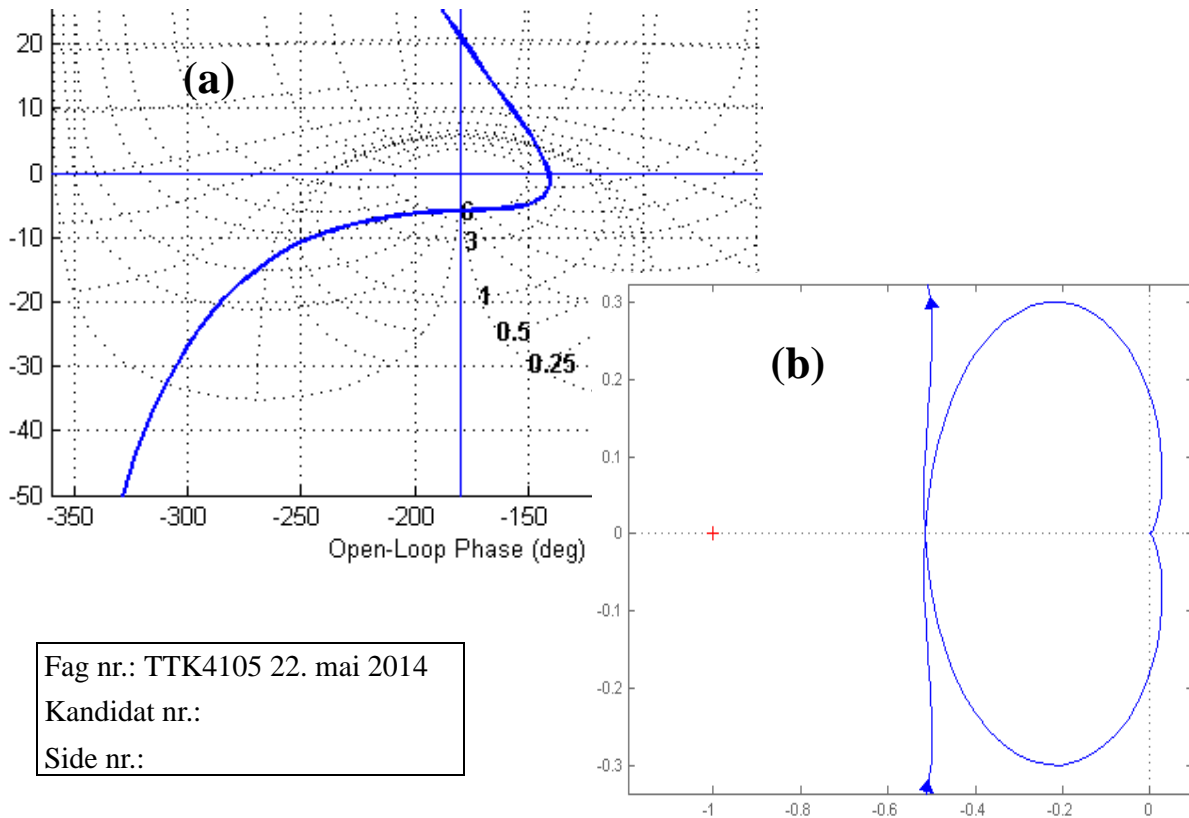 20
(a)
10
0
6
-10
3
-20
1
0.5
-30
0.25
-40
-50
-350 -300 -250 -200 -150
Open-Loop Phase (deg)
0.3
(b)
0.2
0.1
0
-0.1
-0.2
-0.3
-1 -0.8 -0.6 -0.4 -0.2 0
Fag nr.: TTK4105 22. mai 2014
Kandidat nr.:
Side nr.: